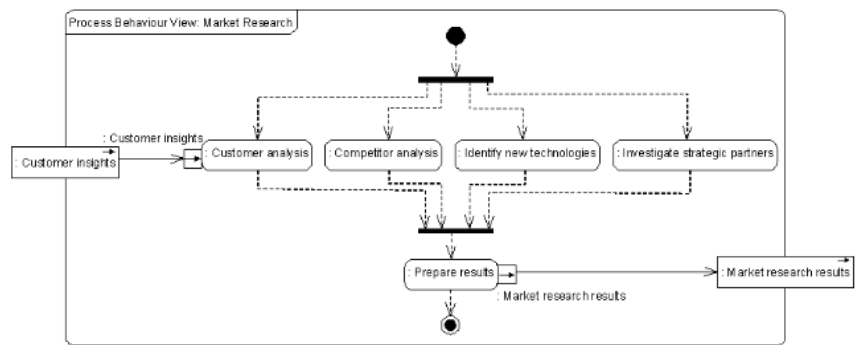 Process Behaviour View: Market Research
: Customer insights
: Customer insights
: Customer analysis
: Competitor analysis
: Identify new technologies
: Investigate strategic partners
: Prepare results
: Market research results
: Market research results